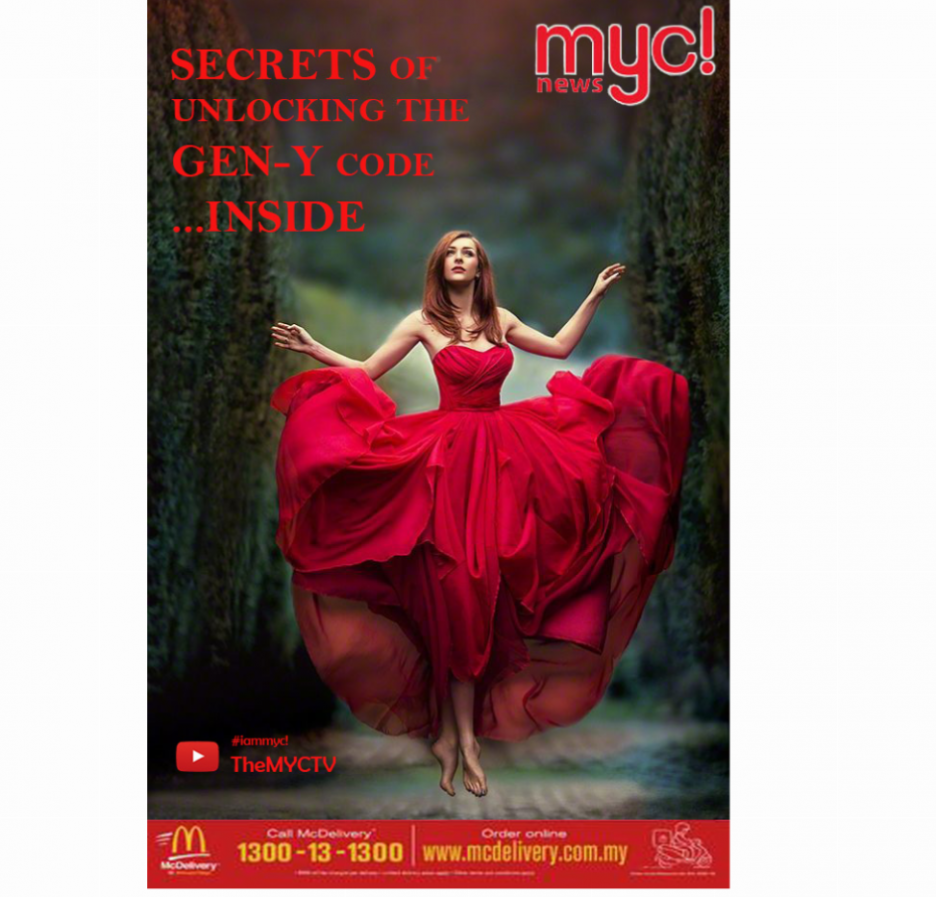 SECRETS OF
UNLOCKING THE
GEN-Y CODE
...INSIDE
myc!
news
#iammyc!
TheMYCTV
McDelivery
Call McDelivery
1300-13-1300
Order online
www.mcdelivery.com.my